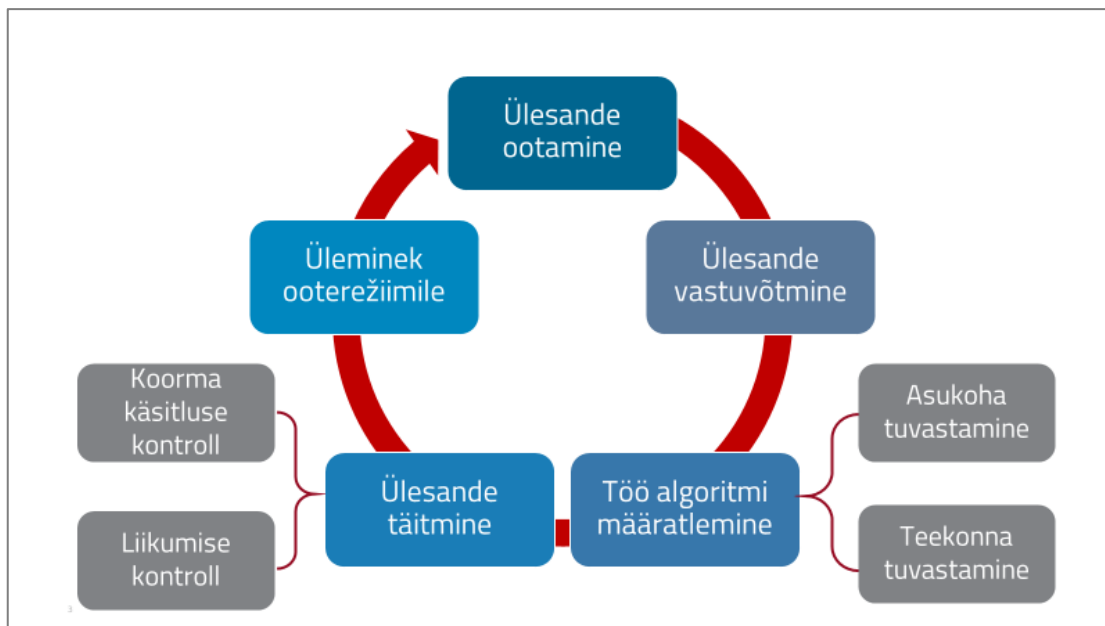 Ülesande
ootamine
Üleminek
ooterežiimile
Ülesande
vastuvõtmine
Koorma
käsitluse
kontroll
Asukoha
tuvastamine
Ülesande
täitmine
Töö algoritmi
määratlemine
Liikumise
kontroll
Teekonna
tuvastamine
3